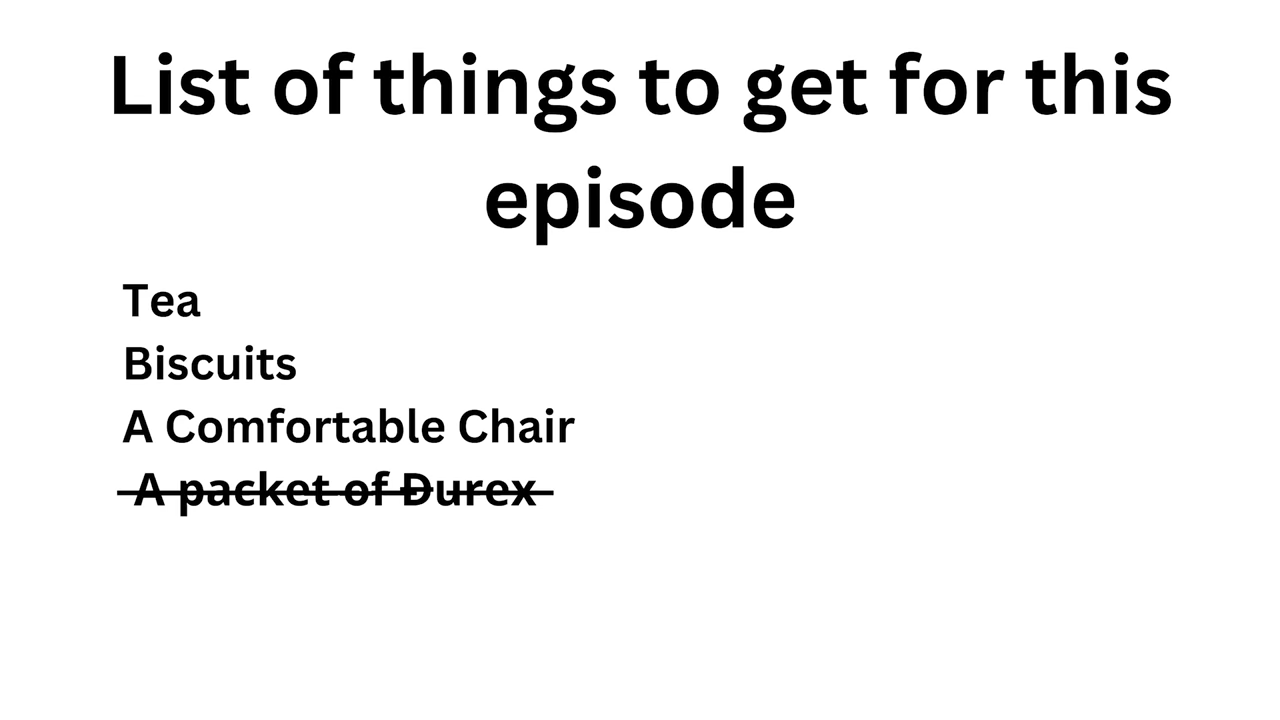 List of things to get for this
episode
Tea
Biscuits
A Comfortable Chair
A packet of Durex